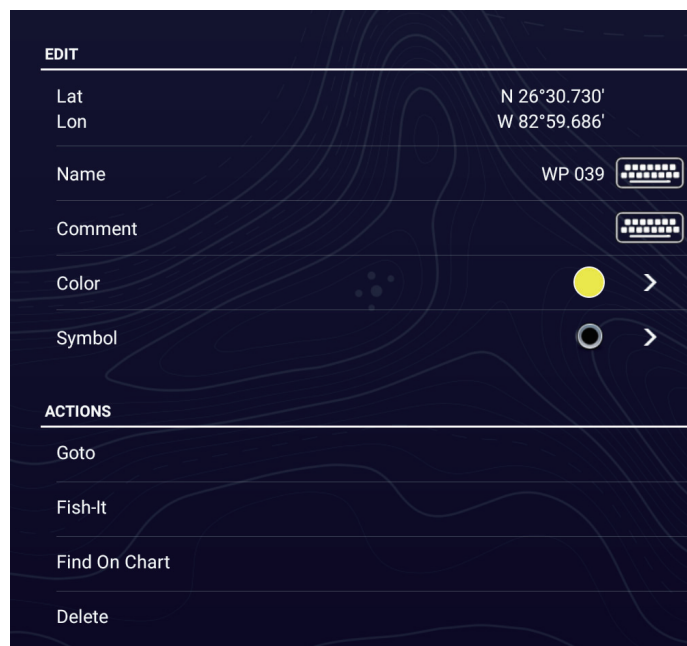 EDIT
Lat N 26°30.730'
Lon W 82°59.686'
Name WP 039
Comment
Color
Symbol
ACTIONS
Goto
Fish-It
Find On Chart
Delete